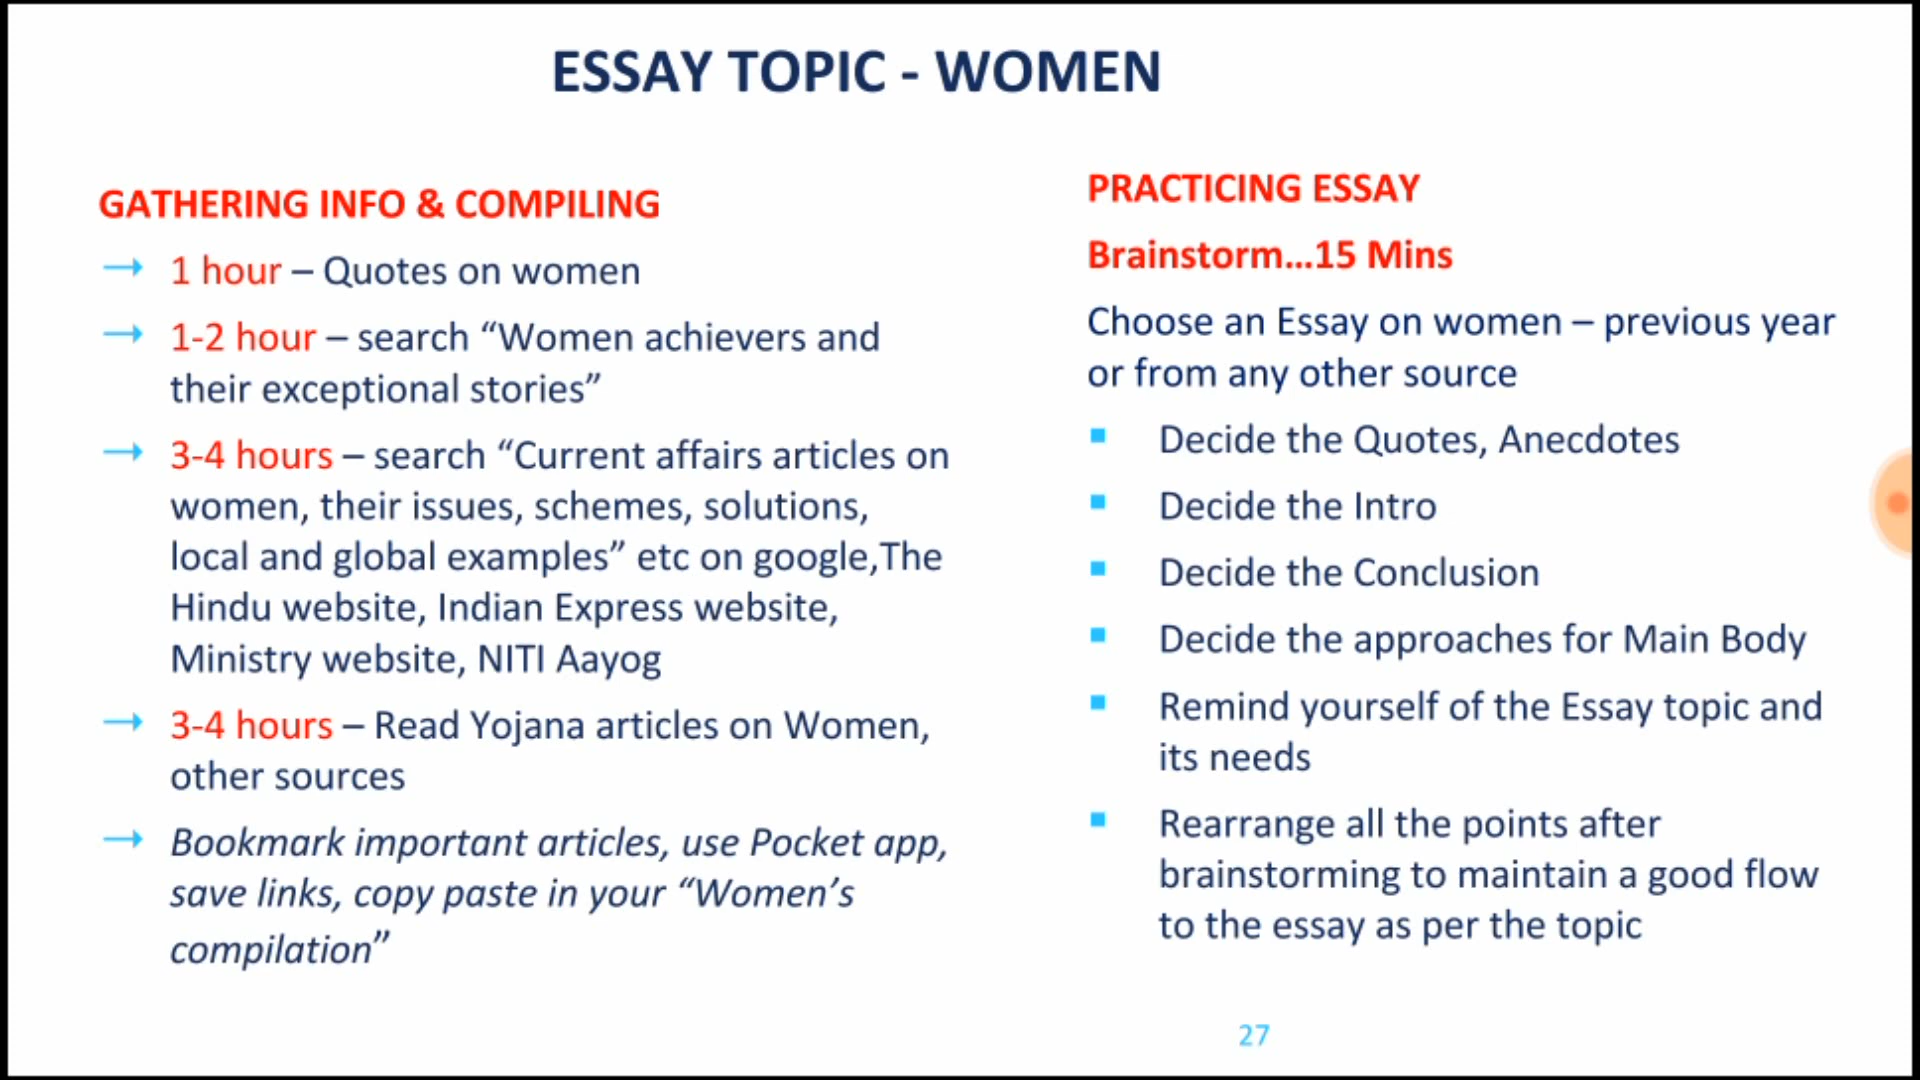 ESSAY TOPIC - WOMEN
GATHERING INFO & COMPILING
→ 1 hour – Quotes on women
→ 1-2 hour – search “Women achievers and
their exceptional stories”
→ 3-4 hours – search “Current affairs articles on
women, their issues, schemes, solutions,
local and global examples” etc on google,The
Hindu website, Indian Express website,
Ministry website, NITI Aayog
→ 3-4 hours – Read Yojana articles on Women,
other sources
→ Bookmark important articles, use Pocket app,
save links, copy paste in your “Women’s
compilation”
PRACTICING ESSAY
Brainstorm...15 Mins
Choose an Essay on women – previous year
or from any other source
▪ Decide the Quotes, Anecdotes
▪ Decide the Intro
▪ Decide the Conclusion
▪ Decide the approaches for Main Body
▪ Remind yourself of the Essay topic and
its needs
▪ Rearrange all the points after
brainstorming to maintain a good flow
to the essay as per the topic
27